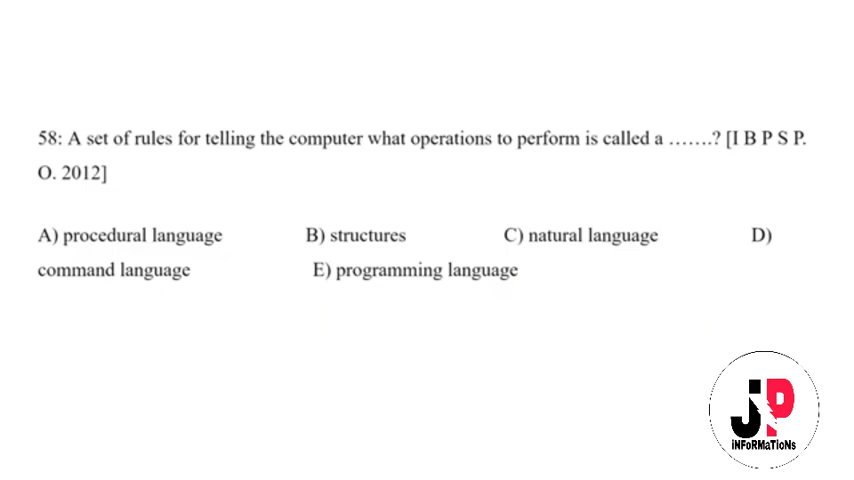 58: A set of rules for telling the computer what operations to perform is called a …….? [I B P S P.
O. 2012]
A) procedural language B) structures C) natural language D)
command language E) programming language
JP
iNFoRMaTioNs